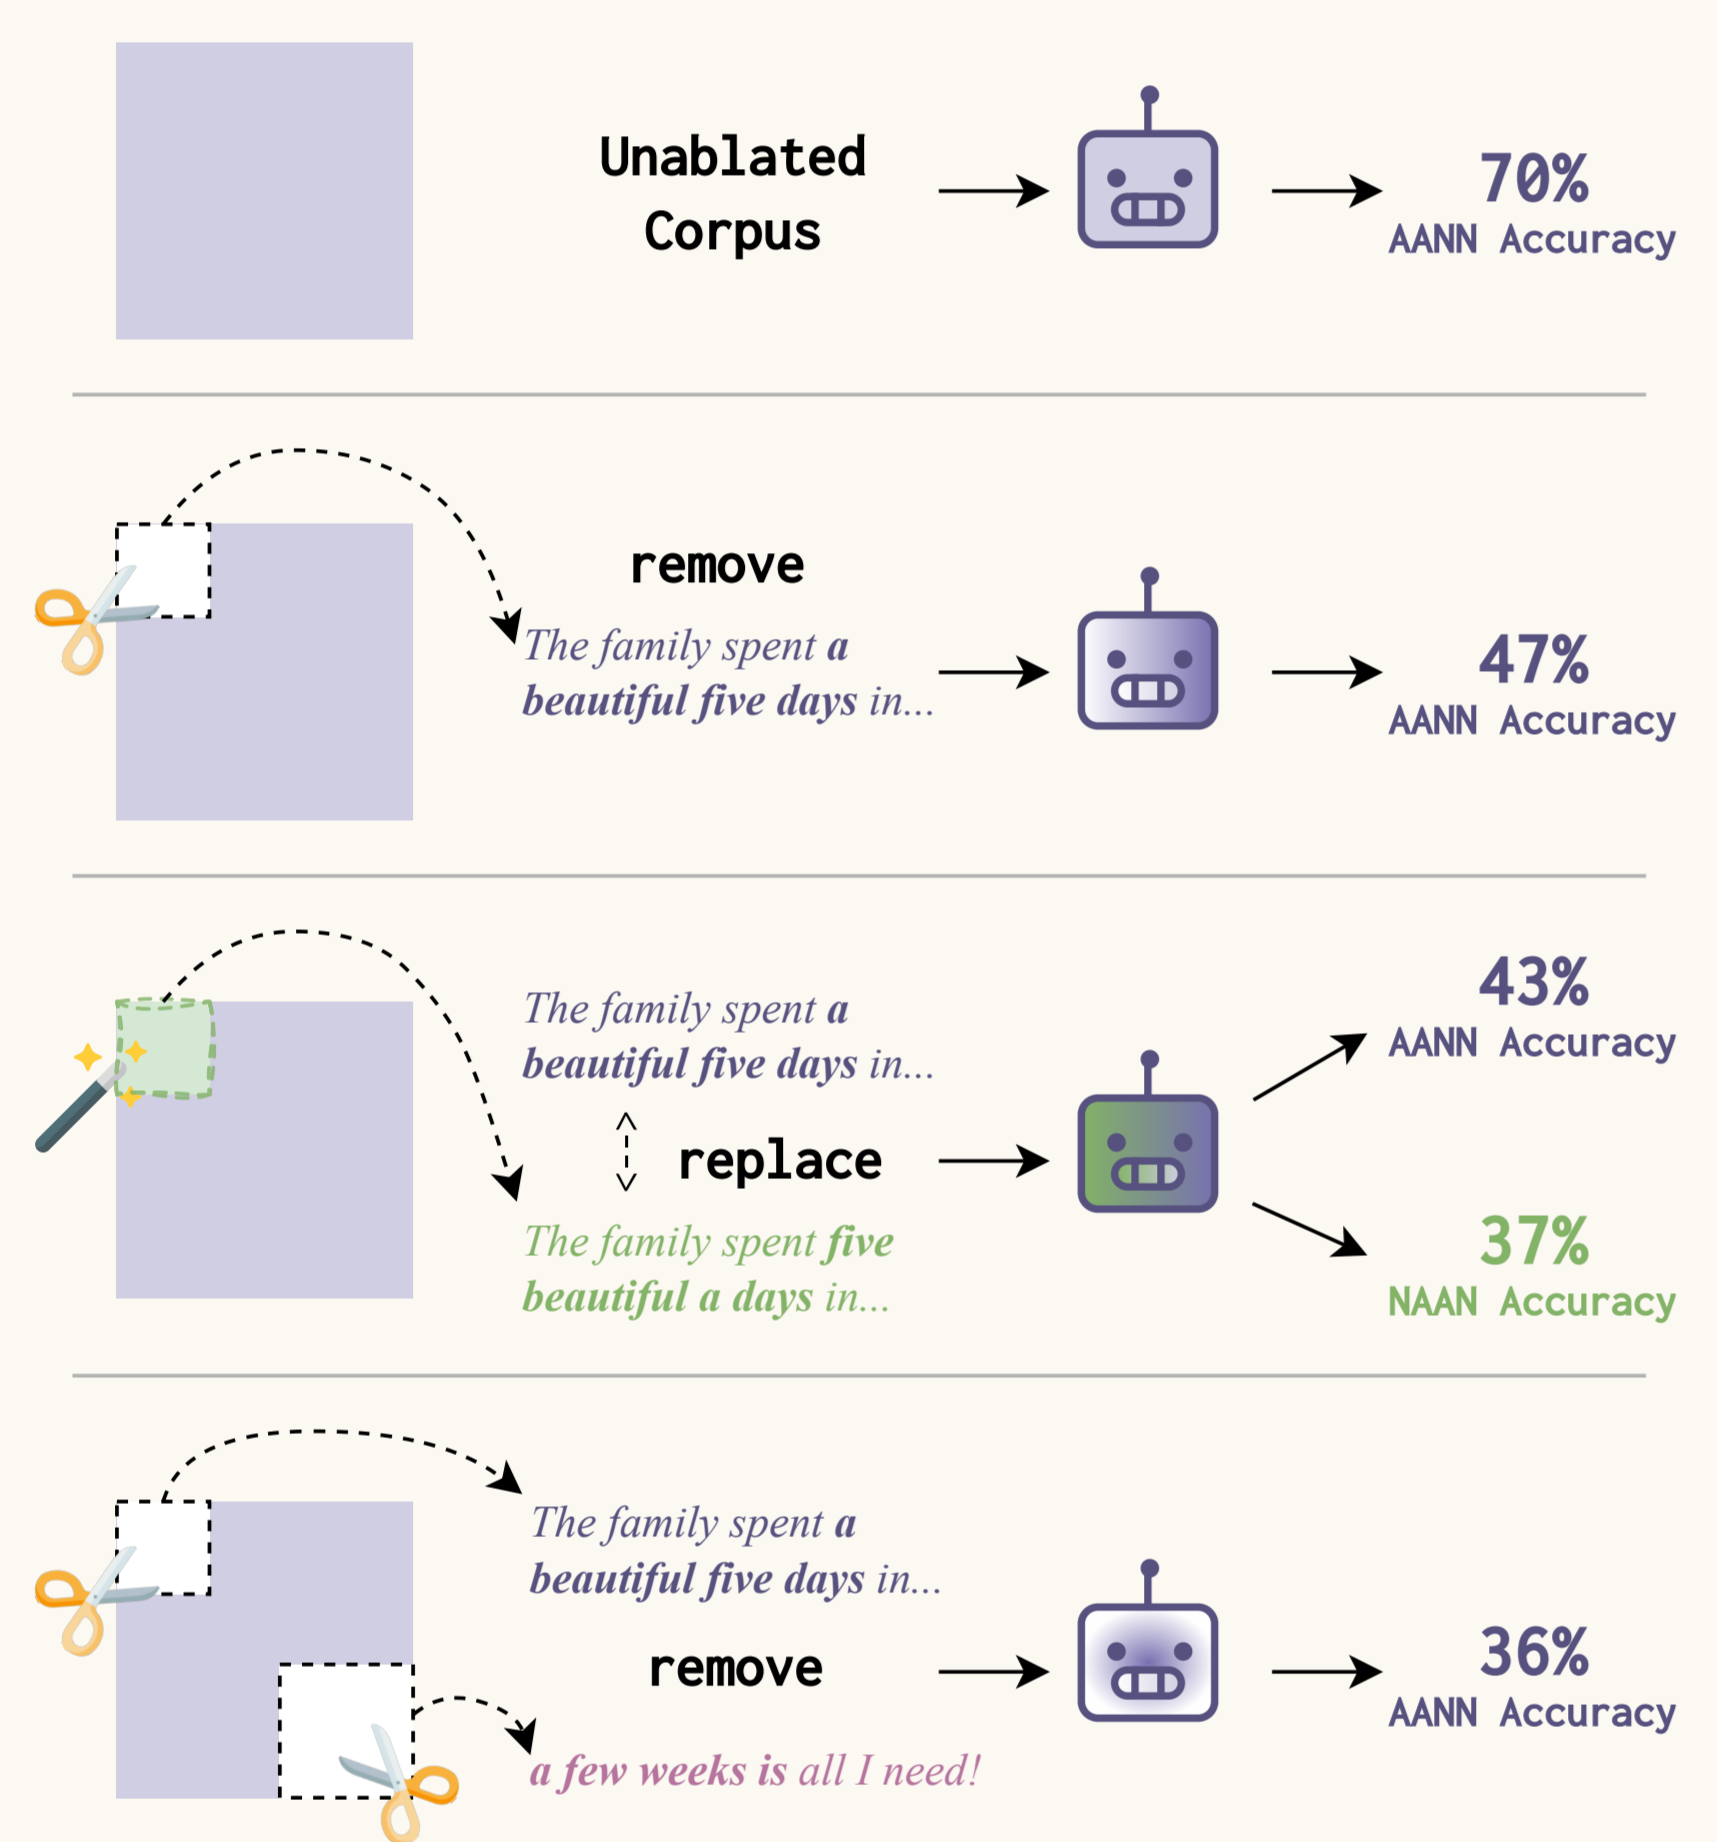 Unablated
Corpus
70%
AANN Accuracy
remove
The family spent a
beautiful five days in...
47%
AANN Accuracy
The family spent a
beautiful five days in...
replace
The family spent five
beautiful a days in...
43%
AANN Accuracy
37%
NAAN Accuracy
The family spent a
beautiful five days in...
remove
a few weeks is all I need!
36%
AANN Accuracy